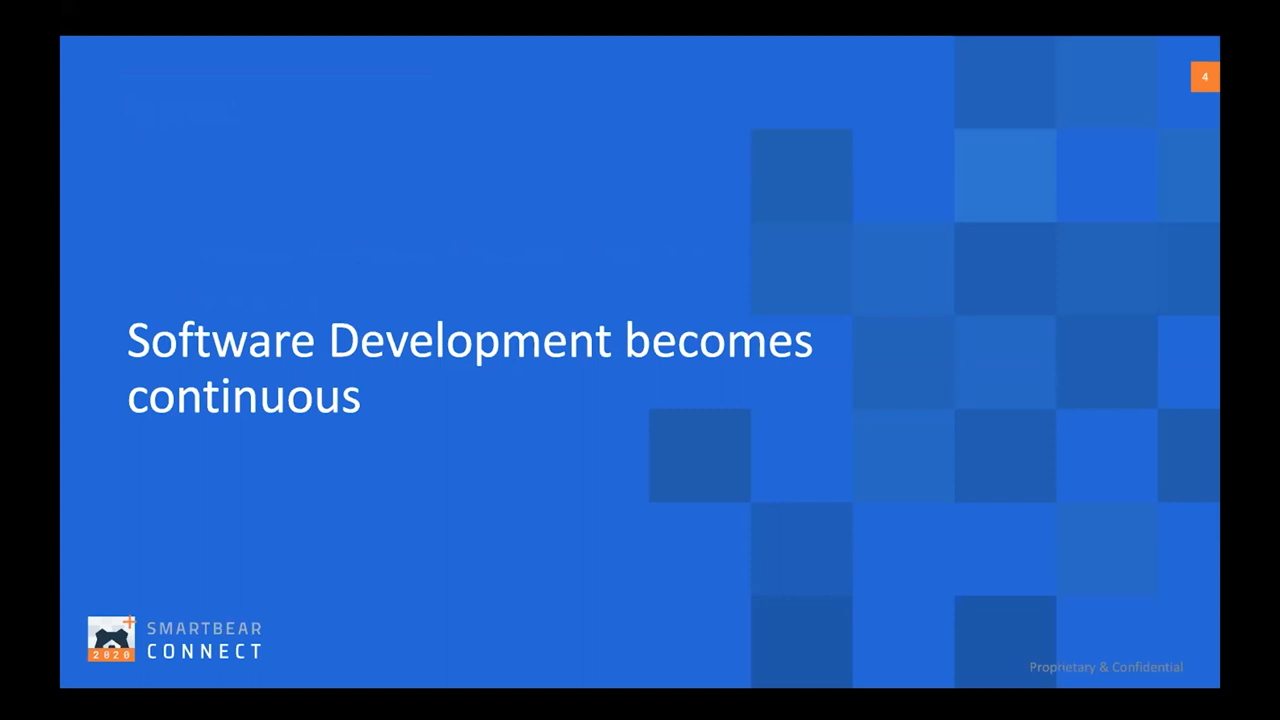 4
Software Development becomes
continuous
2020
SMARTBEAR
CONNECT
Proprietary & Confidential